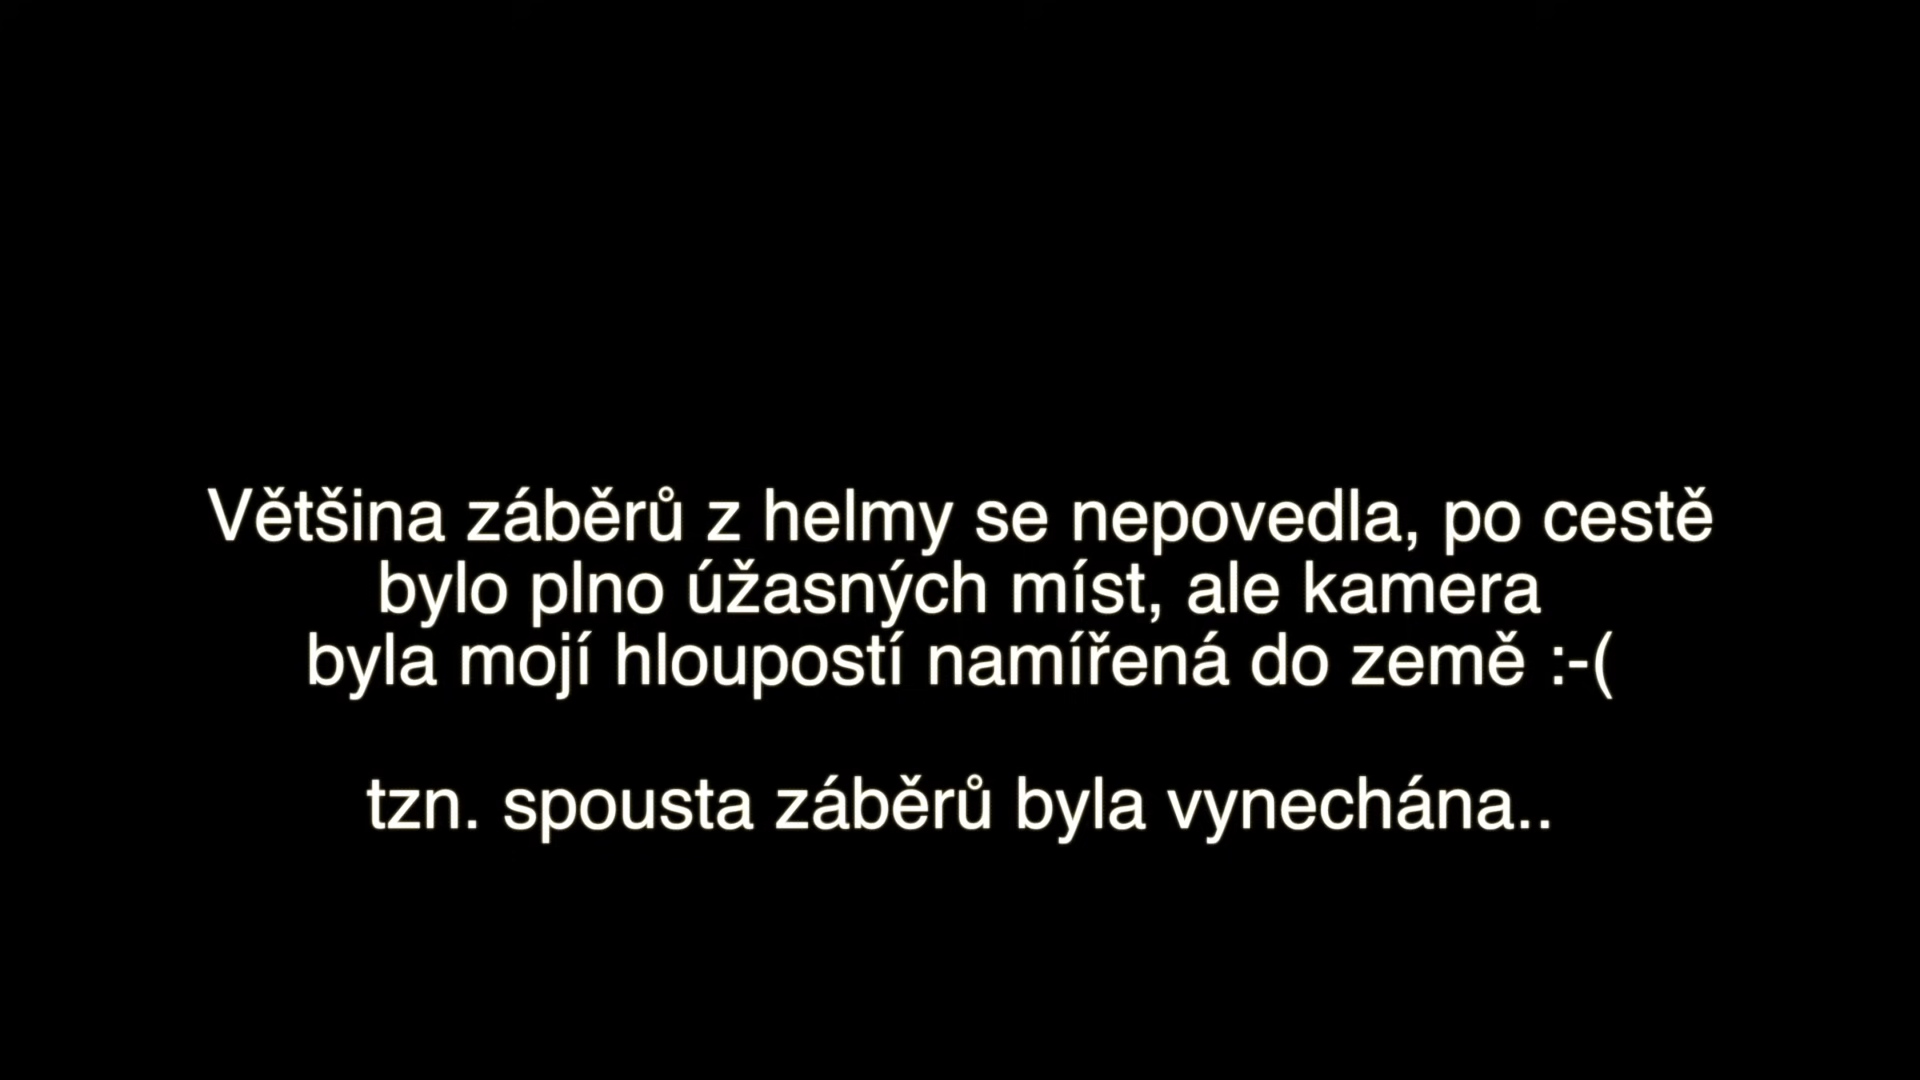 Většina záběrů z helmy se nepovedla, po cestě
bylo plno úžasných míst, ale kamera
byla mojí hloupostí namířená do země :-(
tzn. spousta záběrů byla vynechána..